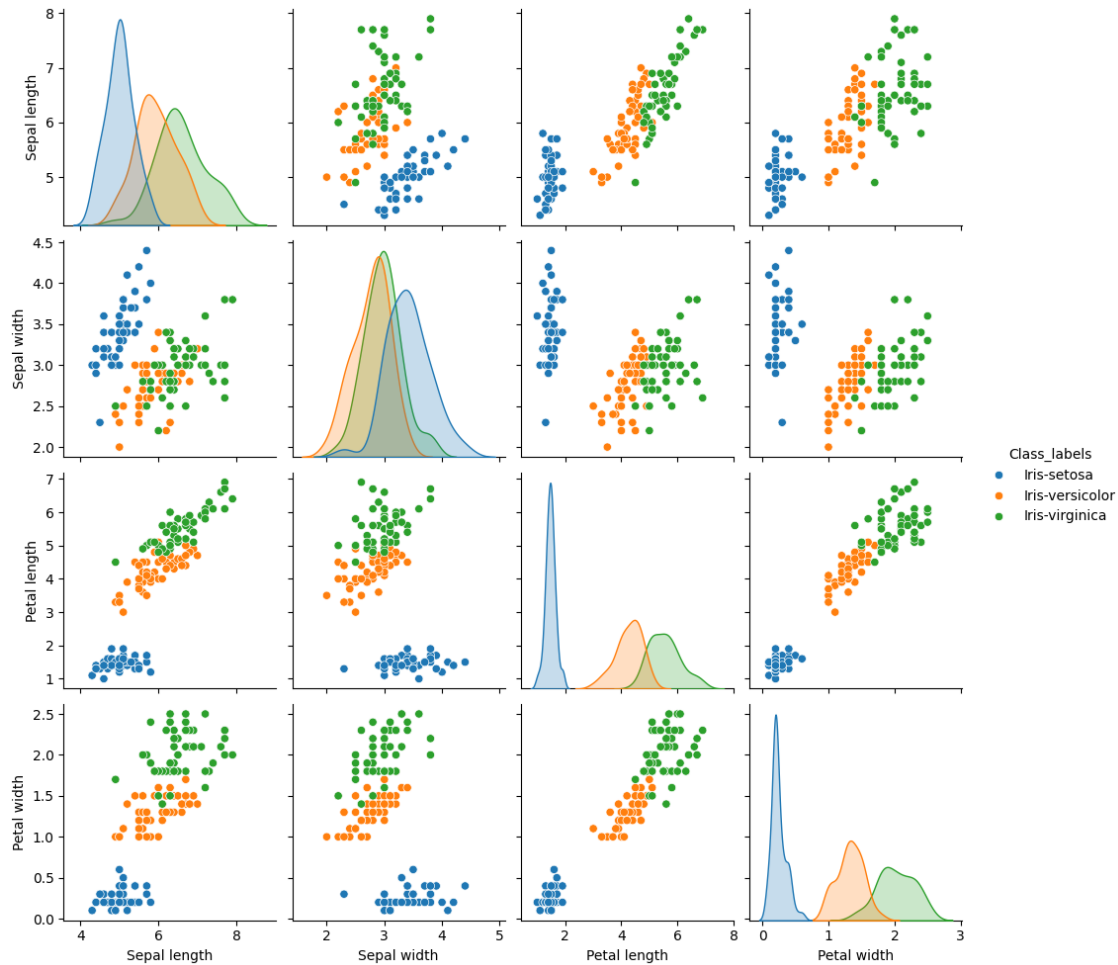 8
7
6
5
Sepal length
4.5
4.0
3.5
3.0
2.5
2.0
Sepal width
Class_labels
Iris-setosa
Iris-versicolor
Iris-virginica
7
6
5
4
3
2
1
Petal length
2.5
2.0
1.5
1.0
0.5
0.0
Petal width
4 6 8
Sepal length
2 3 4 5
Sepal width
2 4 6 8
Petal length
0 1 2 3
Petal width